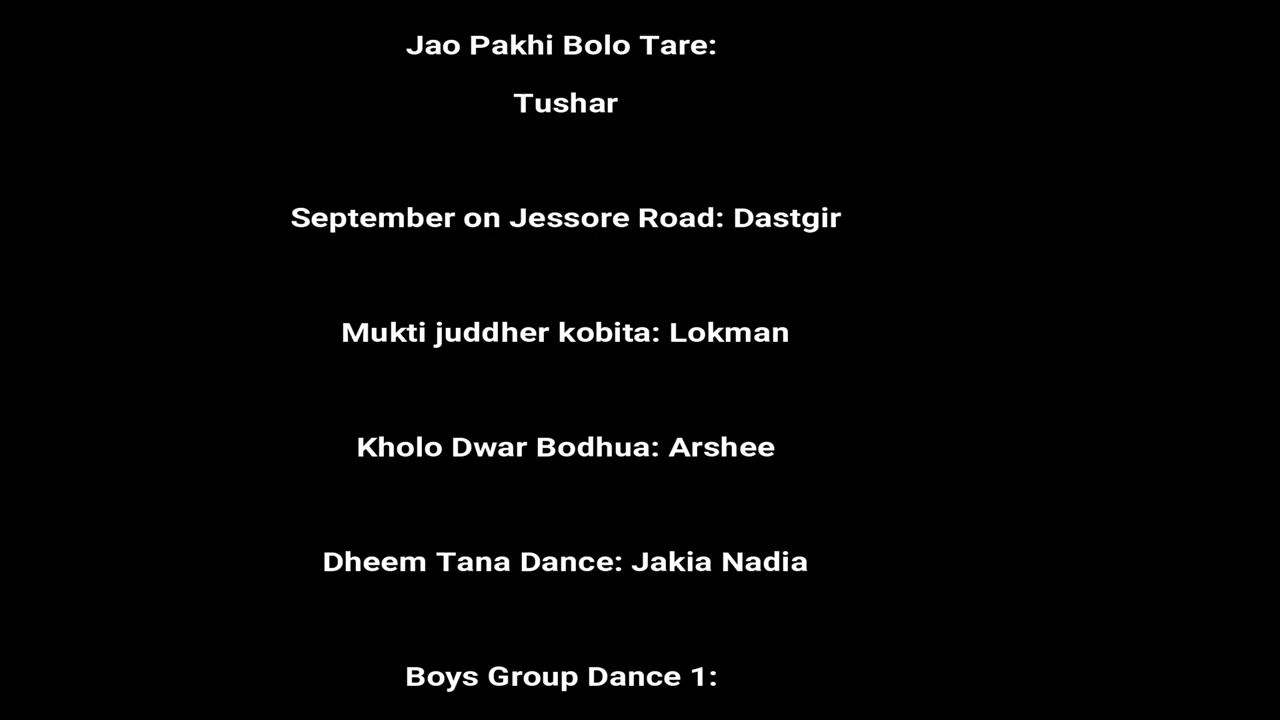 Jao Pakhi Bolo Tare:
Tushar
September on Jessore Road: Dastgir
Mukti juddher kobita: Lokman
Kholo Dwar Bodhua: Arshee
Dheem Tana Dance: Jakia Nadia
Boys Group Dance 1: